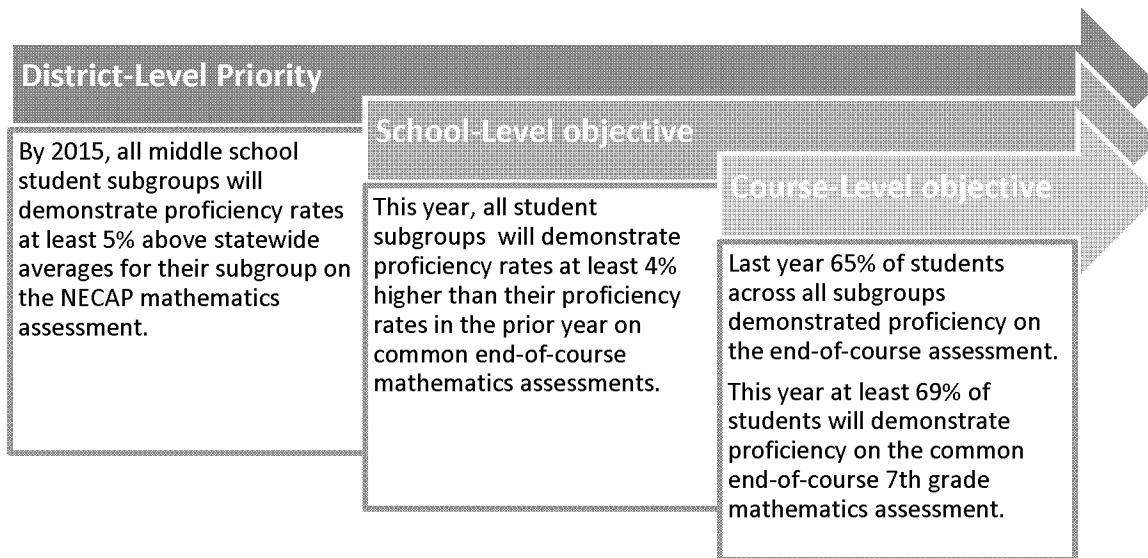 District-Level Priority
By 2015, all middle school
student subgroups will
demonstrate proficiency rates
at least 5% above statewide
averages for their subgroup on
the NECAP mathematics
assessment.
School-Level objective
This year, all student
subgroups will demonstrate
proficiency rates at least 4%
higher than their proficiency
rates in the prior year on
common end-of-course
mathematics assessments.
Course-Level objective
Last year 65% of students
across all subgroups
demonstrated proficiency on
the end-of-course assessment.
This year at least 69% of
students will demonstrate
proficiency on the common
end-of-course 7th grade
mathematics assessment.